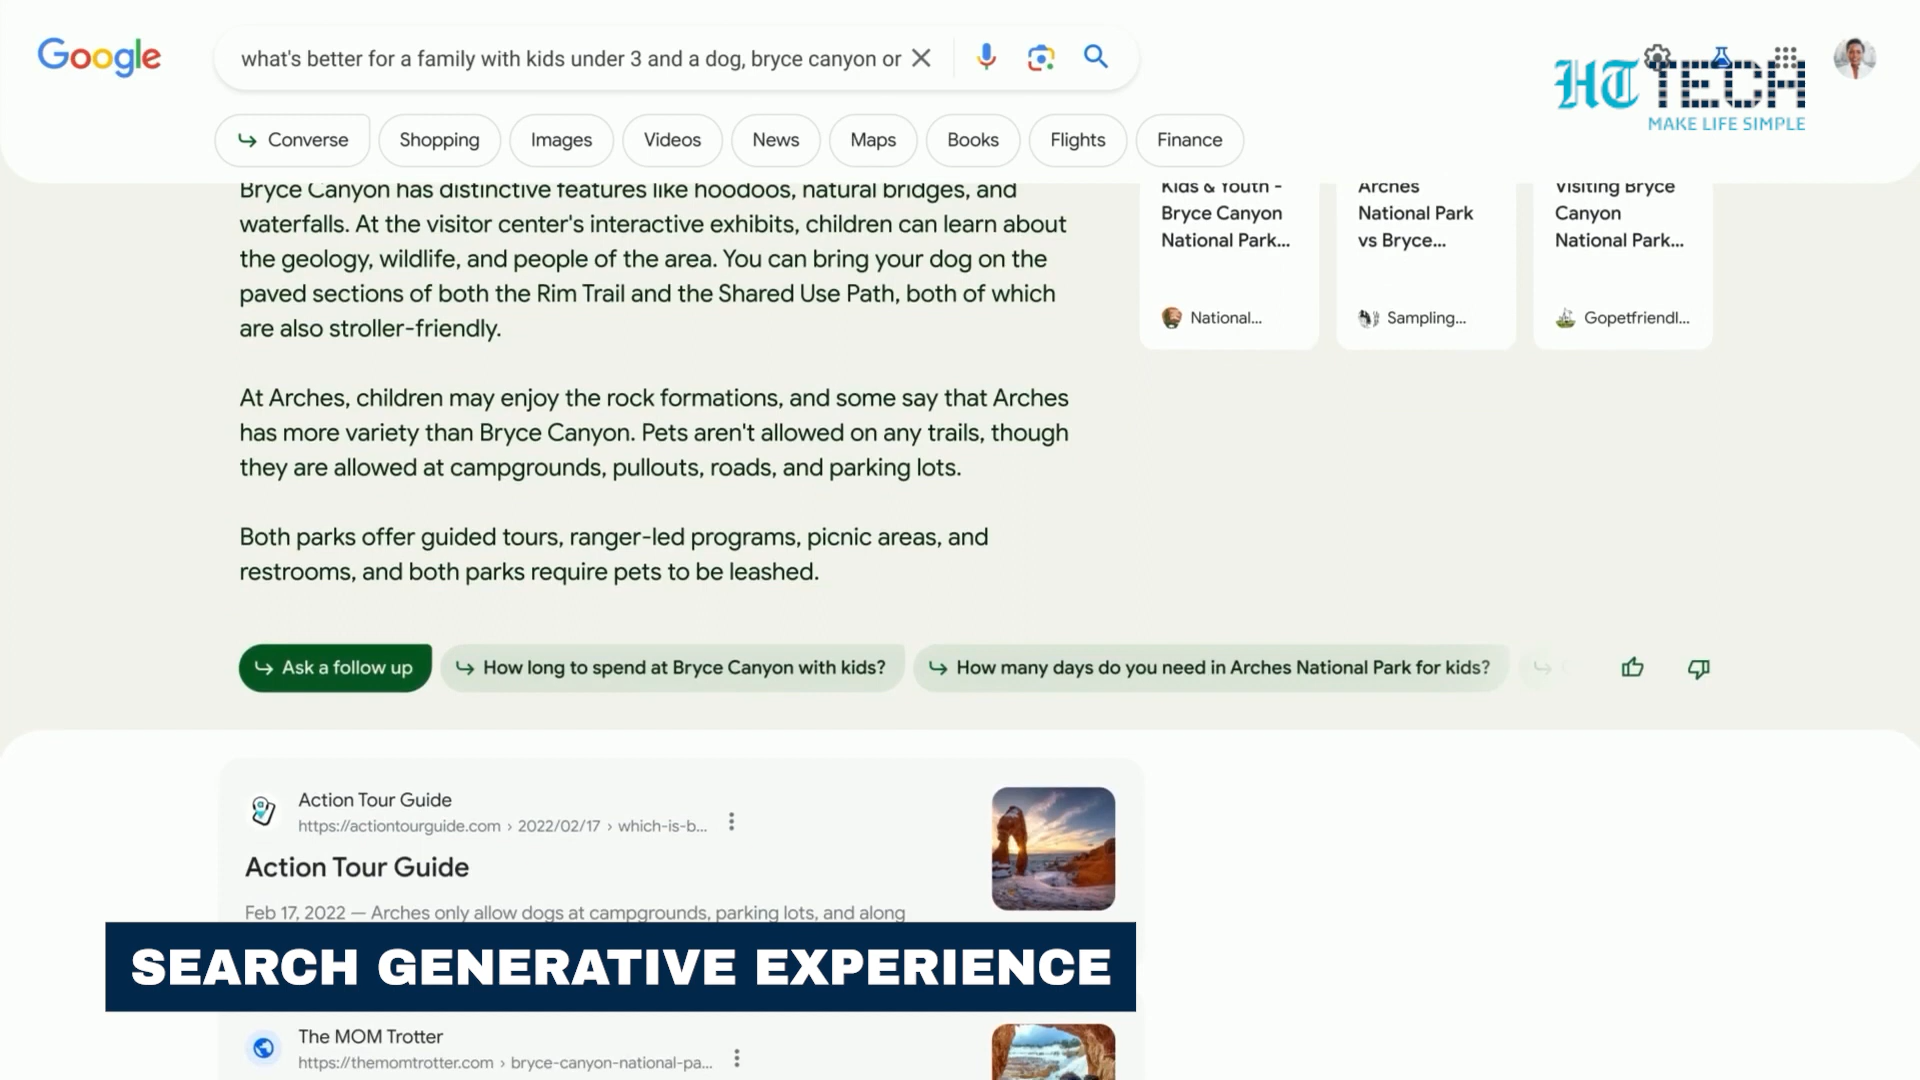 Google
what's better for a family with kids under 3 and a dog, bryce canyon or
HT TECH
MAKE LIFE SIMPLE
Converse
Shopping
Images
Videos
News
Maps
Books
Flights
Finance
Bryce Canyon has distinctive features like hoodoos, natural bridges, and
waterfalls. At the visitor center's interactive exhibits, children can learn about
the geology, wildlife, and people of the area. You can bring your dog on the
paved sections of both the Rim Trail and the Shared Use Path, both of which
are also stroller-friendly.
Kids & Youth -
Bryce Canyon
National Park...
National...
Arches
National Park
vs Bryce...
Sampling...
Visiting Bryce
Canyon
National Park...
Gopetfriendl...
At Arches, children may enjoy the rock formations, and some say that Arches
has more variety than Bryce Canyon. Pets aren't allowed on any trails, though
they are allowed at campgrounds, pullouts, roads, and parking lots.
Both parks offer guided tours, ranger-led programs, picnic areas, and
restrooms, and both parks require pets to be leashed.
Ask a follow up
How long to spend at Bryce Canyon with kids?
How many days do you need in Arches National Park for kids?
Action Tour Guide
https://actiontourguide.com › 2022/02/17 › which-is-b...
Action Tour Guide
Feb 17, 2022 — Arches only allow dogs at campgrounds, parking lots, and along
SEARCH GENERATIVE EXPERIENCE
The MOM Trotter
https://themomtrotter.com › bryce-canyon-national-pa...